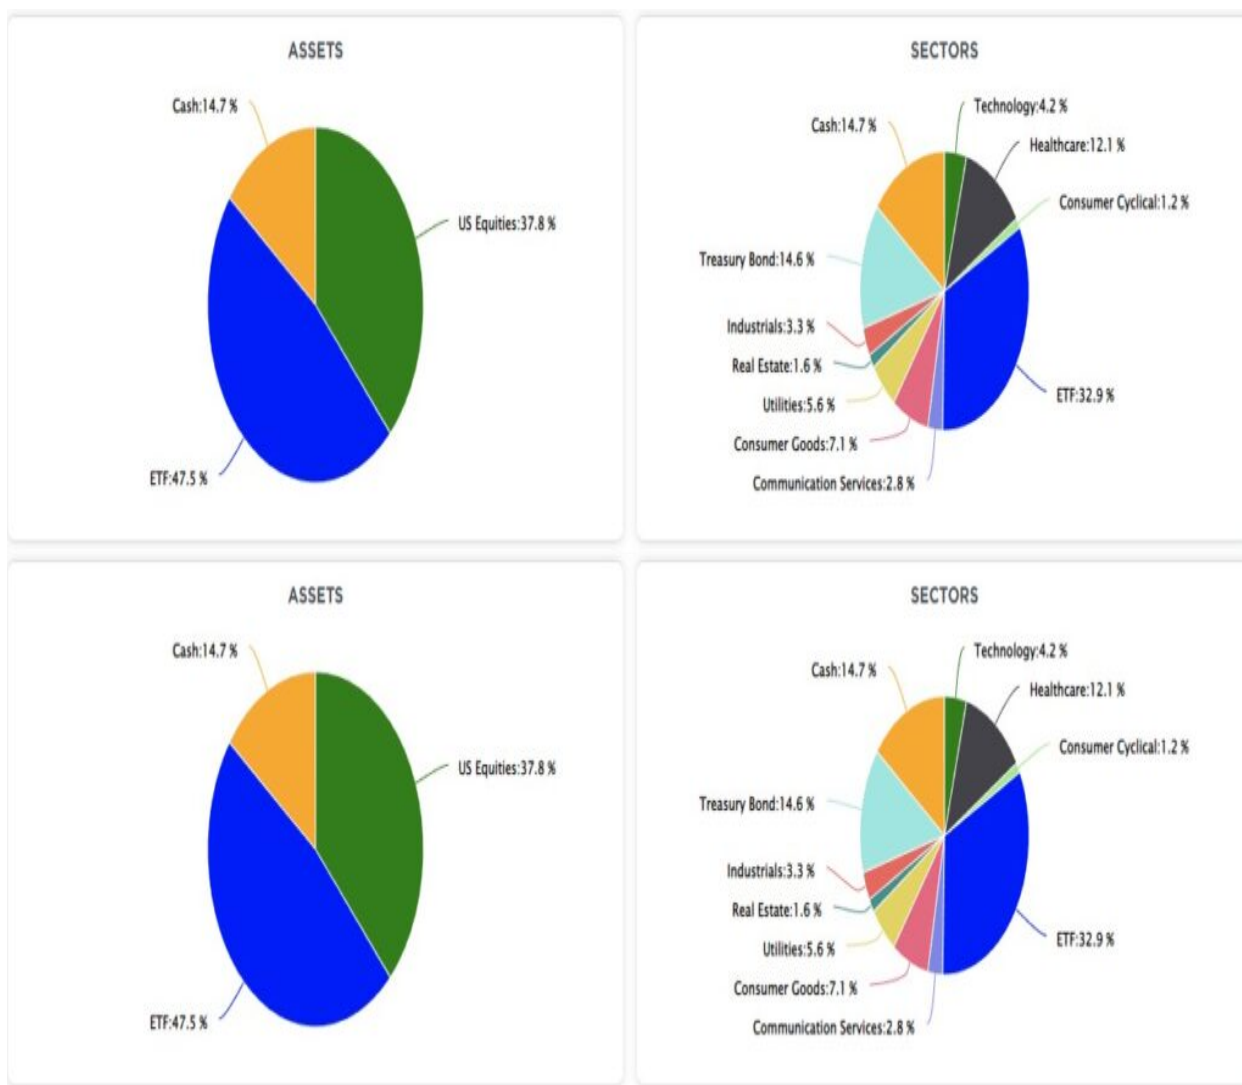 ASSETS
Cash:14.7 %
US Equities:37.8 %
ETF:47.5 %
SECTORS
Technology:4.2 %
Cash:14.7 %
Healthcare:12.1 %
Consumer Cyclical:1.2 %
Treasury Bond:14.6 %
Industrials:3.3 %
Real Estate:1.6 %
ETF:32.9 %
Utilities:5.6 %
Consumer Goods:7.1 %
Communication Services:2.8 %
ASSETS
Cash:14.7 %
US Equities:37.8 %
ETF:47.5 %
SECTORS
Technology:4.2 %
Cash:14.7 %
Healthcare:12.1 %
Consumer Cyclical:1.2 %
Treasury Bond:14.6 %
Industrials:3.3 %
Real Estate:1.6 %
ETF:32.9 %
Utilities:5.6 %
Consumer Goods:7.1 %
Communication Services:2.8 %